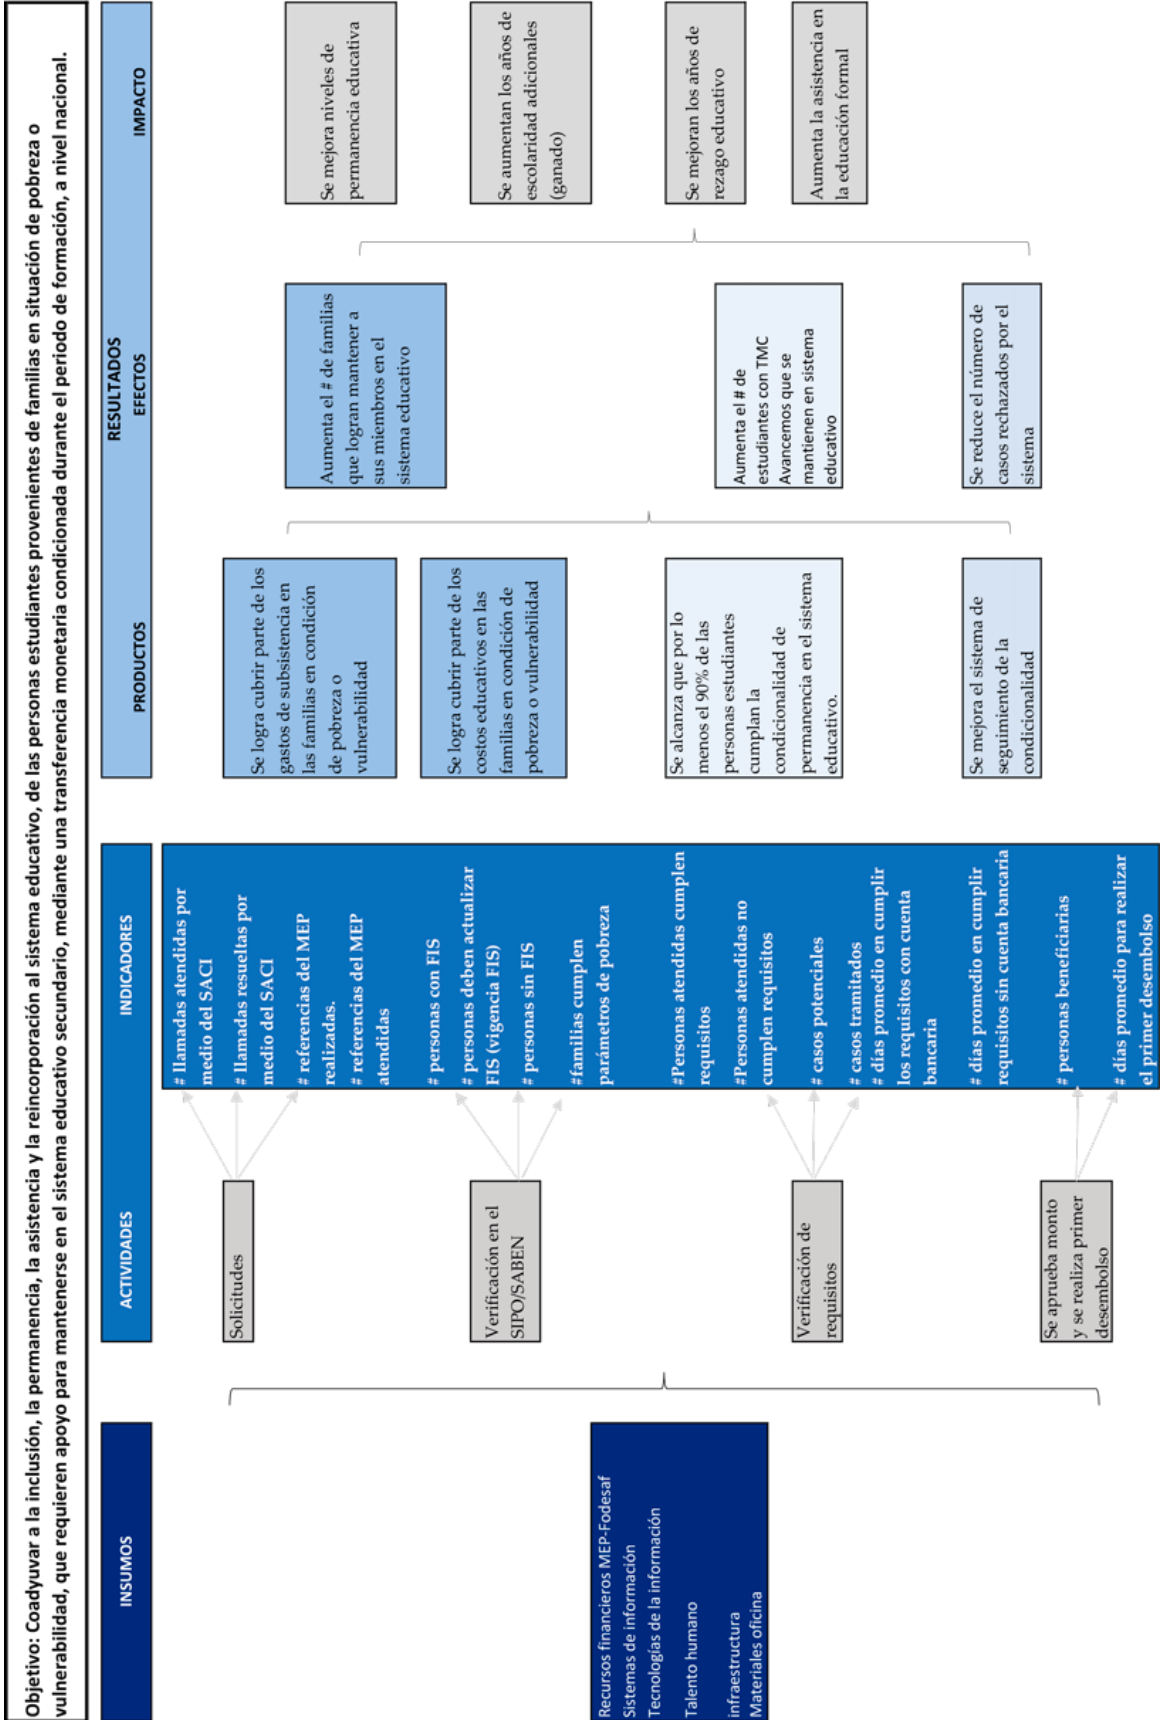 Objetivo: Coadyuvar a la inclusión, la permanencia, la asistencia y la reincorporación al sistema educativo, de las personas estudiantes provenientes de familias en situación de pobreza o
vulnerabilidad, que requieren apoyo para mantenerse en el sistema educativo secundario, mediante una transferencia monetaria condicionada durante el periodo de formación, a nivel nacional.
INSUMOS
ACTIVIDADES
INDICADORES
RESULTADOS
PRODUCTOS
EFECTOS
IMPACTO
Recursos financieros MEP-Fodesaf
Sistemas de información
Tecnologías de la información
Talento humano
infraestructura
Materiales oficina
Solicitudes
Verificación en el
SIPO/SABEN
Verificación de
requisitos
Se aprueba monto
y se realiza primer
desembolso
# llamadas atendidas por
medio del SACI
# llamadas resueltas por
medio del SACI
# referencias del MEP
realizadas.
# referencias del MEP
atendidas
# personas con FIS
# personas deben actualizar
FIS (vigencia FIS)
# personas sin FIS
#familias cumplen
parámetros de pobreza
#Personas atendidas cumplen
requisitos
#Personas atendidas no
cumplen requisitos
# casos potenciales
# casos tramitados
# días promedio en cumplir
los requisitos con cuenta
bancaria
# días promedio en cumplir
requisitos sin cuenta bancaria
# personas beneficiarias
# días promedio para realizar
el primer desembolso
Se logra cubrir parte de los
gastos de subsistencia en
las familias en condición
de pobreza o
vulnerabilidad
Se logra cubrir parte de los
costos educativos en las
familias en condición de
pobreza o vulnerabilidad
Se alcanza que por lo
menos el 90% de las
personas estudiantes
cumplan la
condicionalidad de
permanencia en el sistema
educativo.
Se mejora el sistema de
seguimiento de la
condicionalidad
Aumenta el # de familias
que logran mantener a
sus miembros en el
sistema educativo
Aumenta el # de
estudiantes con TMC
Avancemos que se
mantienen en sistema
educativo
Se reduce el número de
casos rechazados por el
sistema
Se mejora niveles de
permanencia educativa
Se aumentan los años de
escolaridad adicionales
(ganado)
Se mejoran los años de
rezago educativo
Aumenta la asistencia en
la educación formal